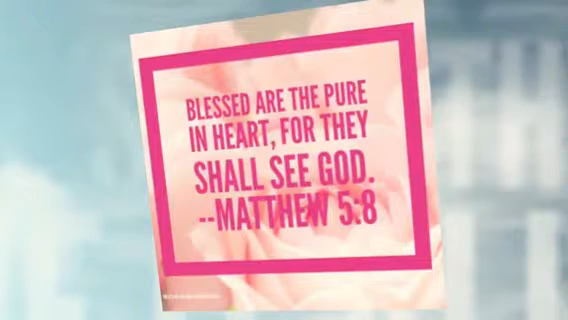 BLESSED ARE THE PURE
IN HEART, FOR THEY
SHALL SEE GOD.
--MATTHEW 5:8